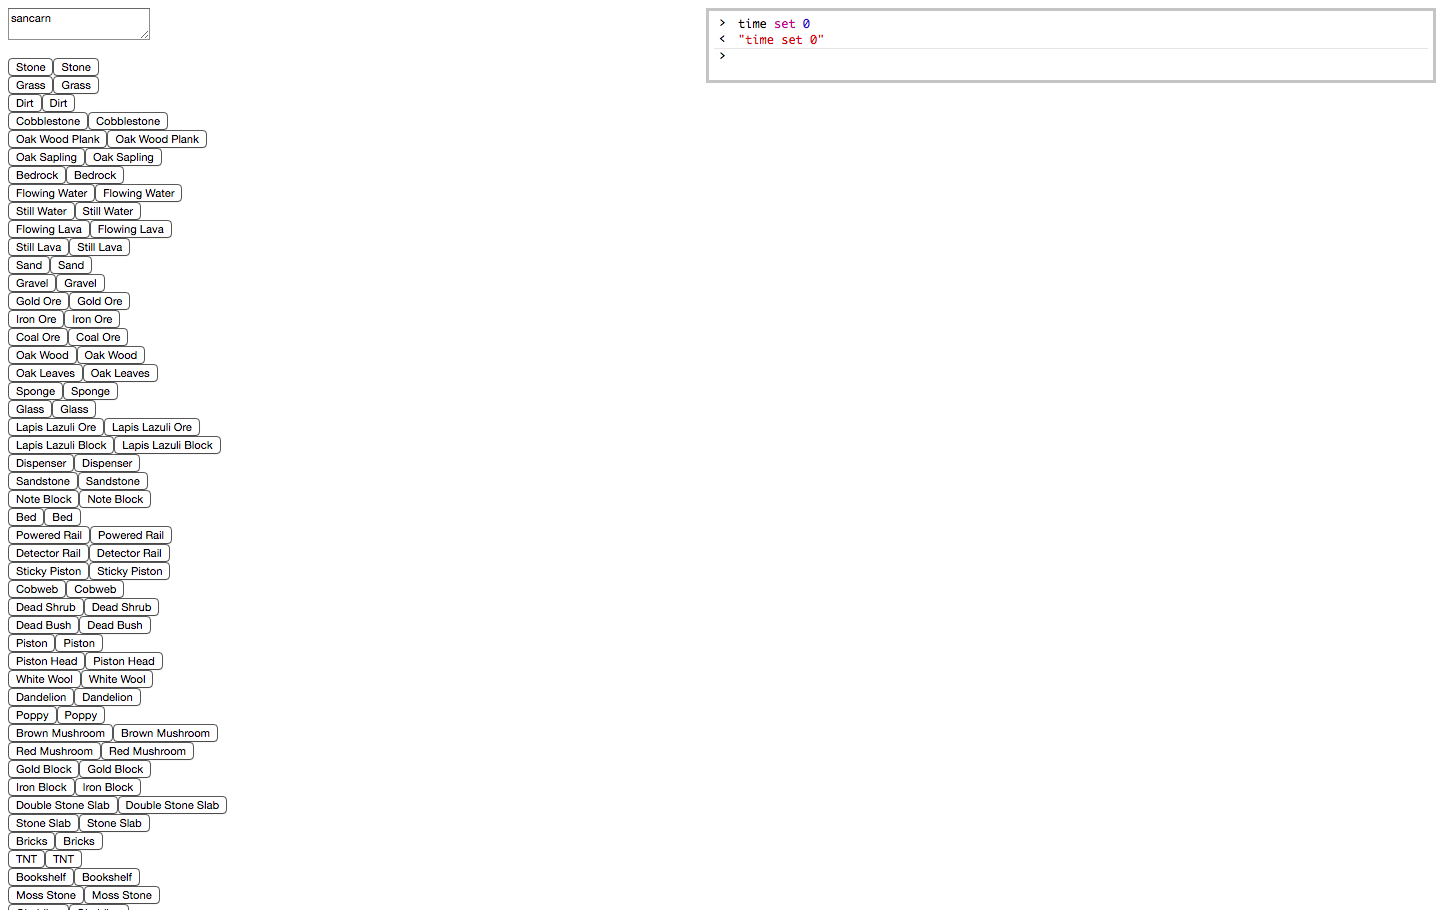 sancarn
> time set 0
< "time set 0"
>
Stone Stone
Grass Grass
Dirt Dirt
Cobblestone Cobblestone
Oak Wood Plank Oak Wood Plank
Oak Sapling Oak Sapling
Bedrock Bedrock
Flowing Water Flowing Water
Still Water Still Water
Flowing Lava Flowing Lava
Still Lava Still Lava
Sand Sand
Gravel Gravel
Gold Ore Gold Ore
Iron Ore Iron Ore
Coal Ore Coal Ore
Oak Wood Oak Wood
Oak Leaves Oak Leaves
Sponge Sponge
Glass Glass
Lapis Lazuli Ore Lapis Lazuli Ore
Lapis Lazuli Block Lapis Lazuli Block
Dispenser Dispenser
Sandstone Sandstone
Note Block Note Block
Bed Bed
Powered Rail Powered Rail
Detector Rail Detector Rail
Sticky Piston Sticky Piston
Cobweb Cobweb
Dead Shrub Dead Shrub
Dead Bush Dead Bush
Piston Piston
Piston Head Piston Head
White Wool White Wool
Dandelion Dandelion
Poppy Poppy
Brown Mushroom Brown Mushroom
Red Mushroom Red Mushroom
Gold Block Gold Block
Iron Block Iron Block
Double Stone Slab Double Stone Slab
Stone Slab Stone Slab
Bricks Bricks
TNT TNT
Bookshelf Bookshelf
Moss Stone Moss Stone